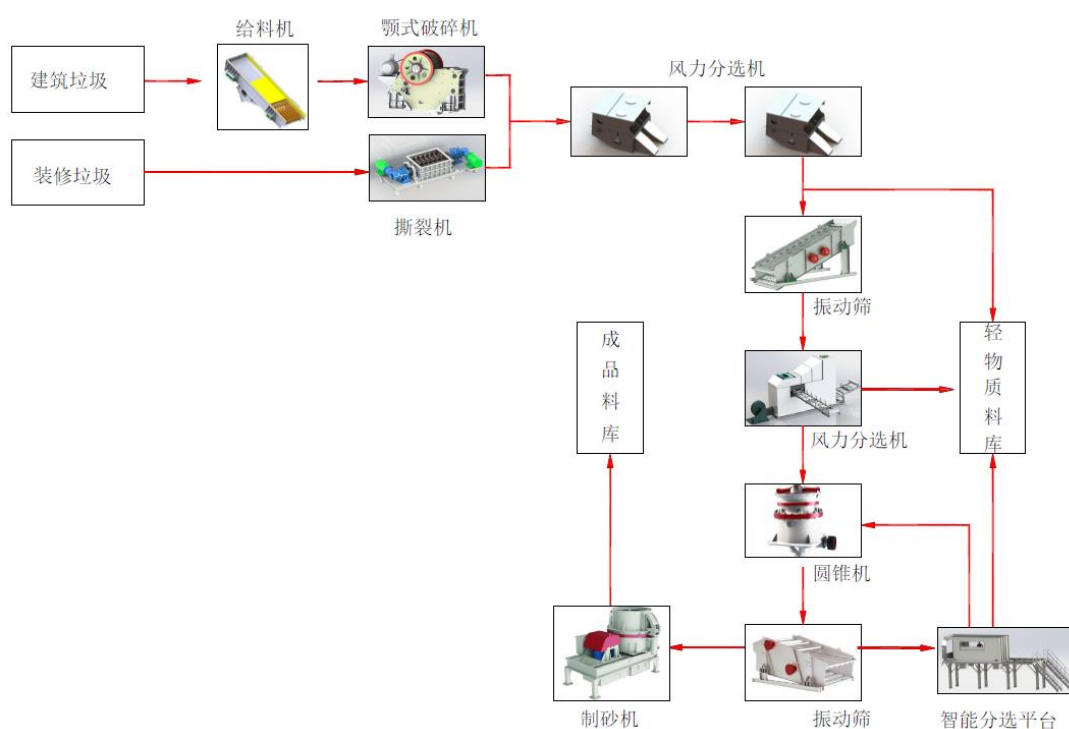 给料机
颚式破碎机
建筑垃圾
风力分选机
装修垃圾
撕裂机
振动筛
成品料库
轻物质料库
风力分选机
圆锥机
制砂机
振动筛
智能分选平台